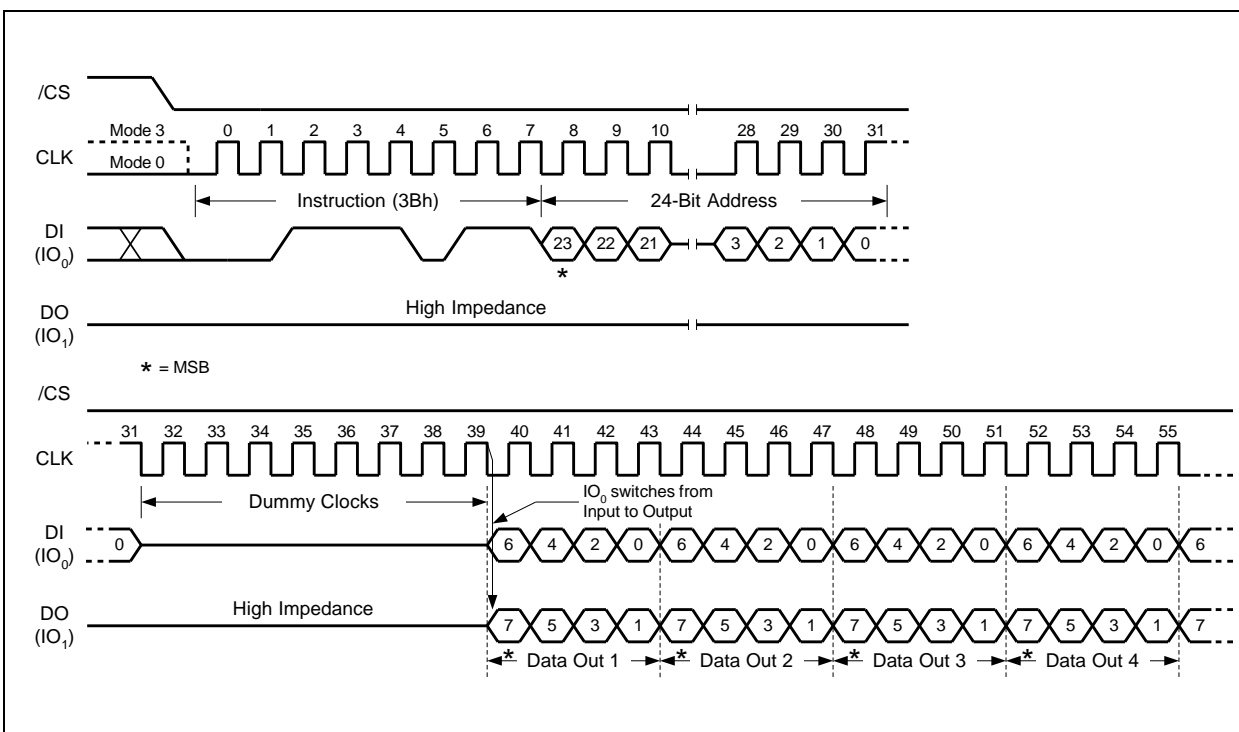 /CS
Mode 3 0 1 2 3 4 5 6 7 8 9 10 28 29 30 31
CLK Mode 0
Instruction (3Bh) 24-Bit Address
DI
(IO0) 23 22 21 3 2 1 0
*
High Impedance
DO
(IO1)
* = MSB
/CS
31 32 33 34 35 36 37 38 39 40 41 42 43 44 45 46 47 48 49 50 51 52 53 54 55
CLK
Dummy Clocks
IO0 switches from
Input to Output
DI
(IO0) 0 6 4 2 0 6 4 2 0 6 4 2 0 6 4 2 0 6
High Impedance
DO
(IO1) 7 5 3 1 7 5 3 1 7 5 3 1 7 5 3 1 7
* Data Out 1 * Data Out 2 * Data Out 3 * Data Out 4